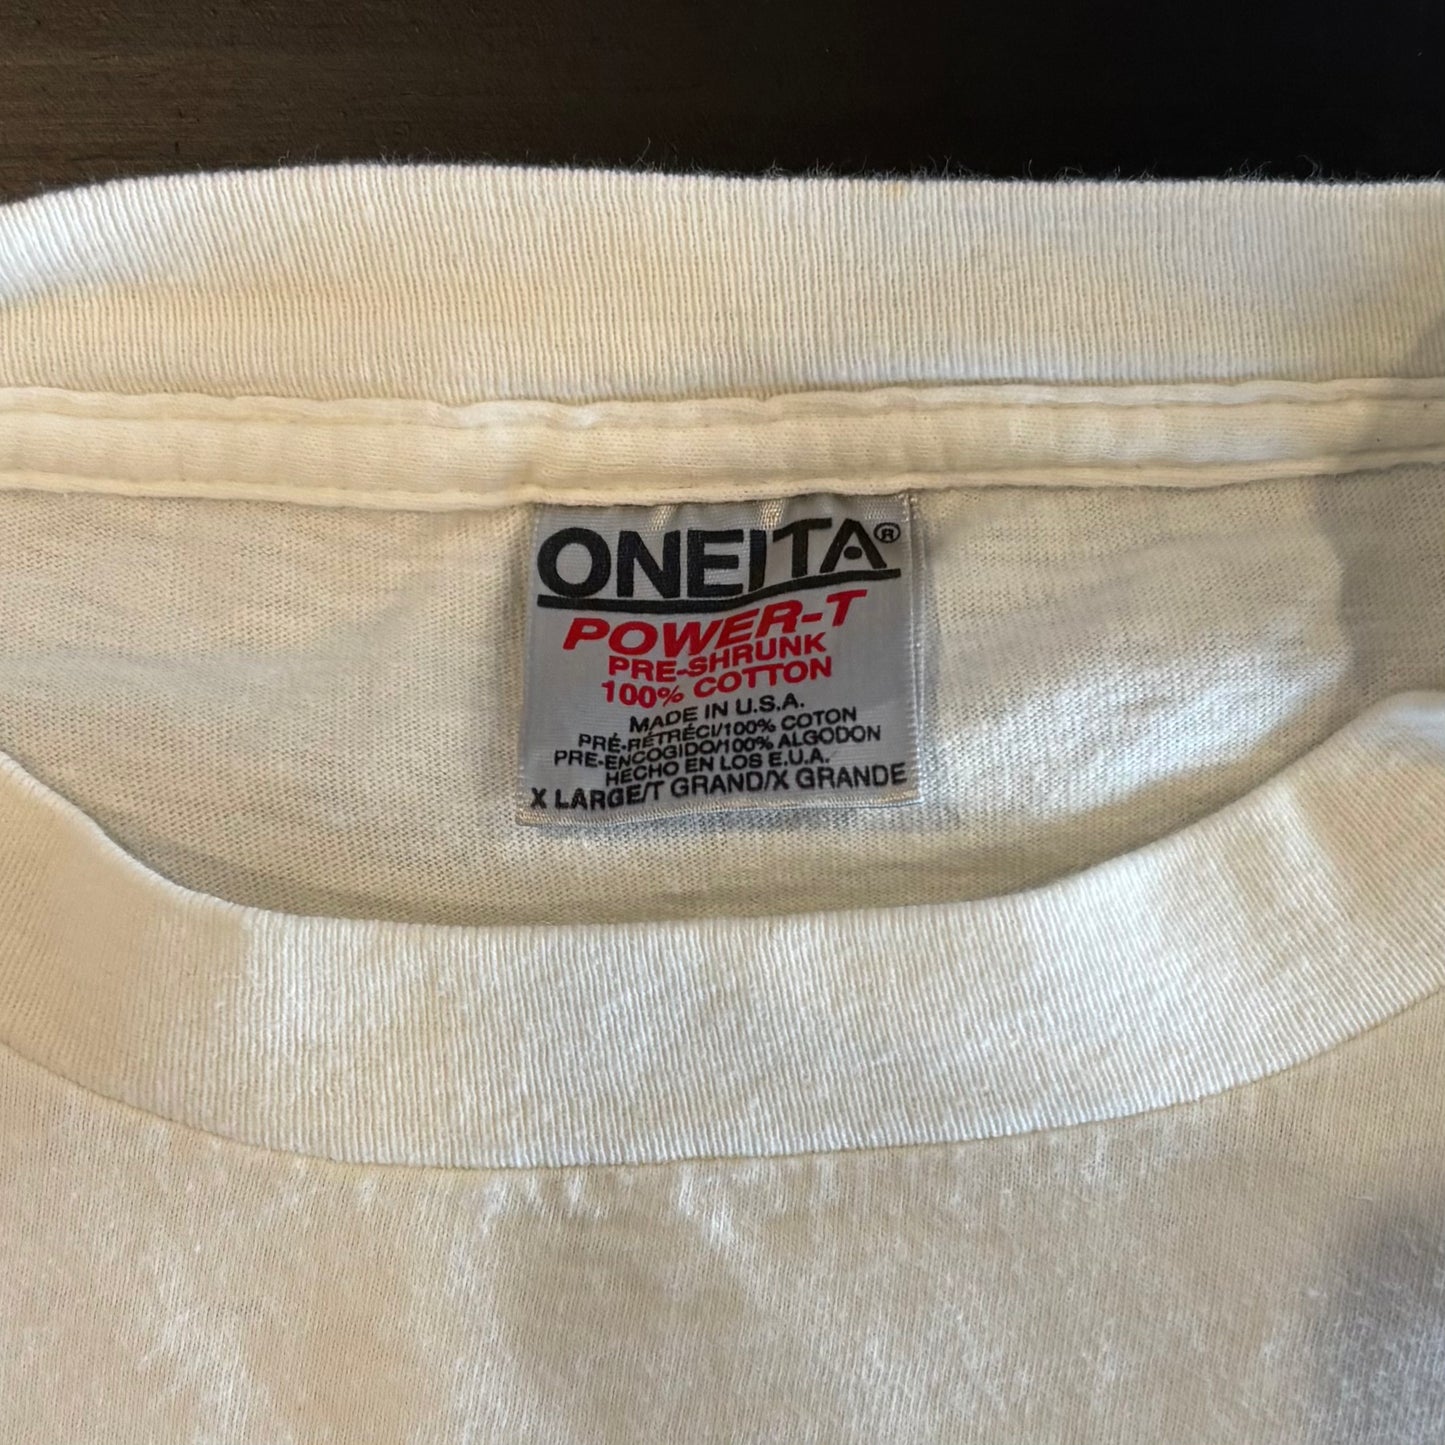 ONEITA®
POWER-T
PRE-SHRUNK
100% COTTON
MADE IN U.S.A.
PRÉ-RÉTRÉCI/100% COTON
PRE-ENCOGIDO/100% ALGODON
HECHO EN LOS E.U.A.
X LARGE/T GRAND/X GRANDE